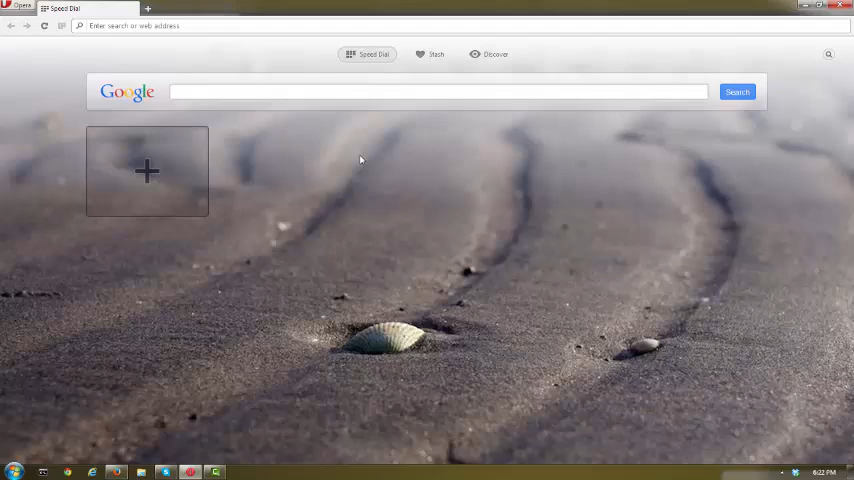 Opera
Speed Dial
Enter search or web address
Speed Dial
Stash
Discover
Google
Search
6:22 PM